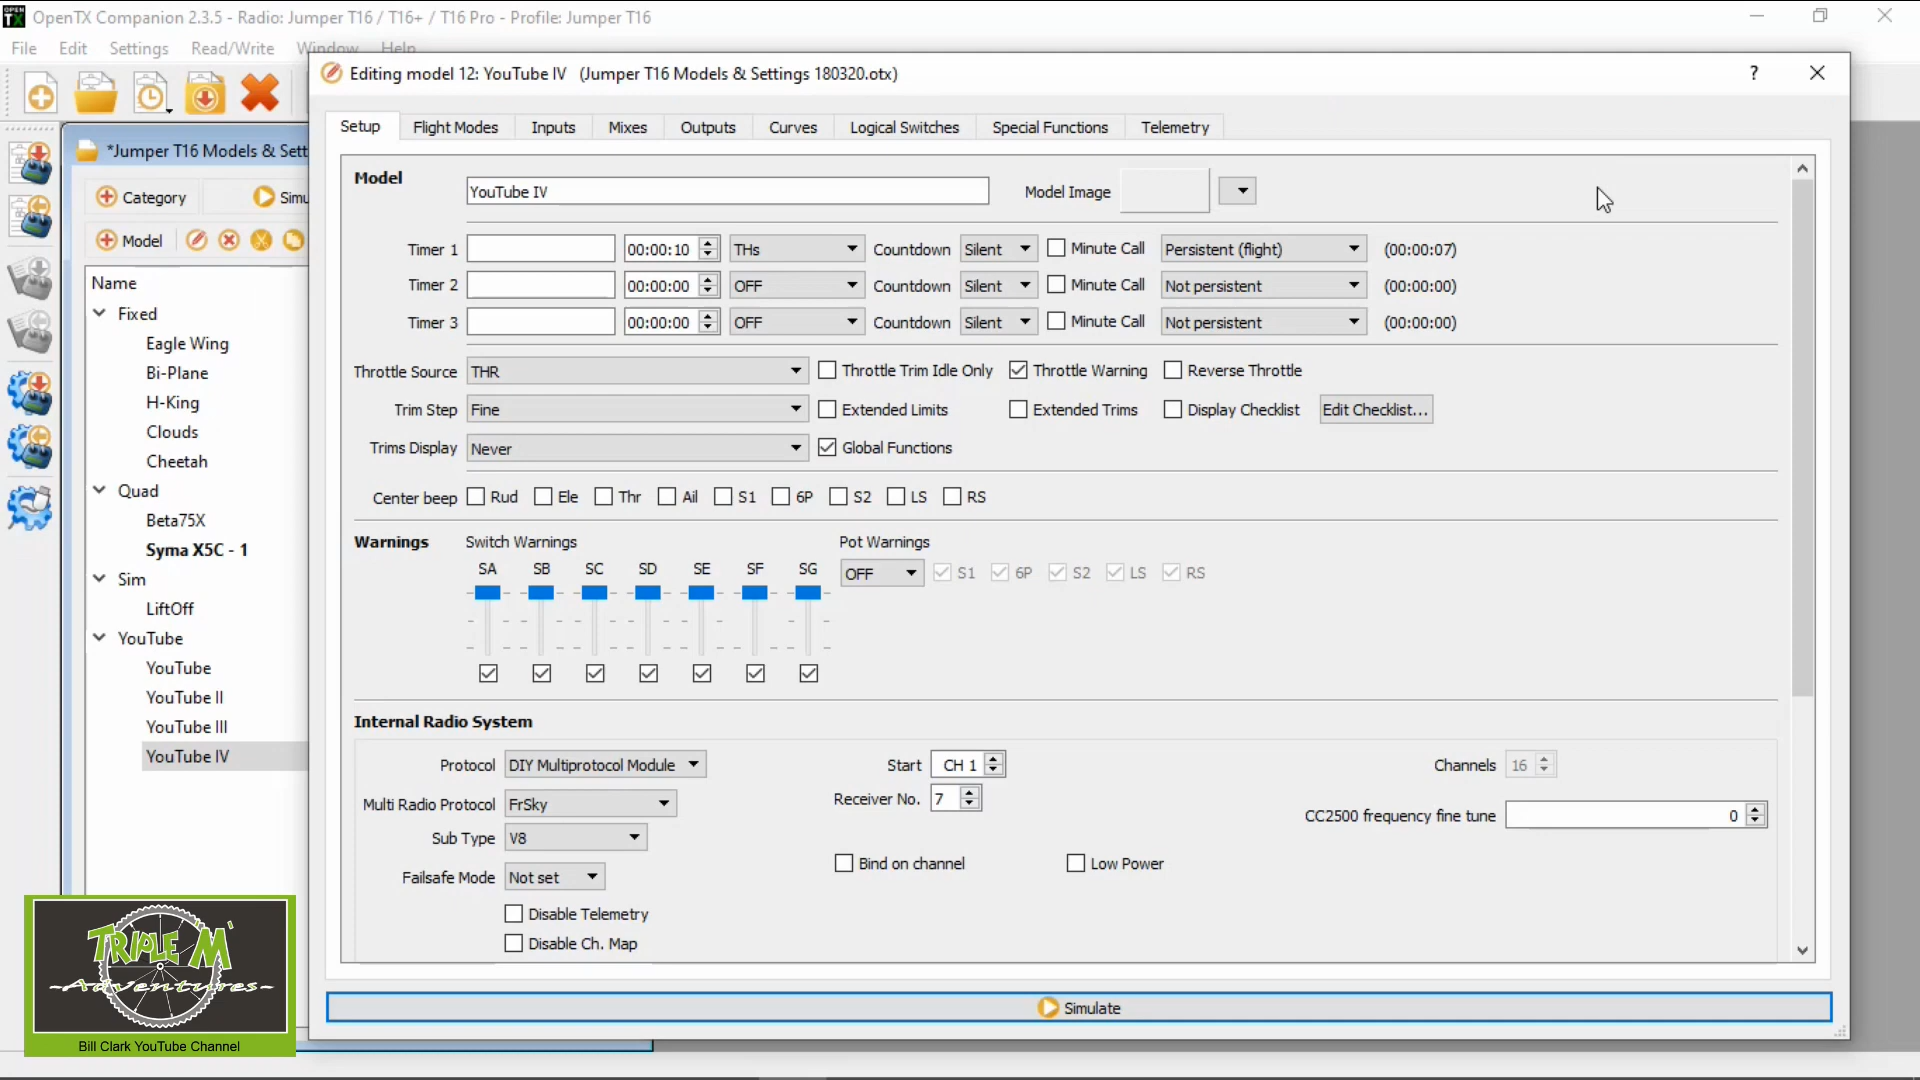 OpenTX Companion 2.3.5 - Radio: Jumper T16 / T16+ / T16 Pro - Profile: Jumper T16
File Edit Settings Read/Write Window Help
Editing model 12: YouTube IV (Jumper T16 Models & Settings 180320.otx)
Setup Flight Modes Inputs Mixes Outputs Curves Logical Switches Special Functions Telemetry
*Jumper T16 Models & Sett
Category Simu
Model
Name
Fixed
Eagle Wing
Bi-Plane
H-King
Clouds
Cheetah
Quad
Beta75X
Syma X5C - 1
Sim
LiftOff
YouTube
YouTube
YouTube II
YouTube III
YouTube IV
Model YouTube IV Model Image
Timer 1 00:00:10 THs Countdown Silent Minute Call Persistent (flight) (00:00:07)
Timer 2 00:00:00 OFF Countdown Silent Minute Call Not persistent (00:00:00)
Timer 3 00:00:00 OFF Countdown Silent Minute Call Not persistent (00:00:00)
Throttle Source THR Throttle Trim Idle Only Throttle Warning Reverse Throttle
Trim Step Fine Extended Limits Extended Trims Display Checklist Edit Checklist...
Trims Display Never Global Functions
Center beep Rud Ele Thr Ail S1 6P S2 LS RS
Warnings Switch Warnings Pot Warnings
SA SB SC SD SE SF SG OFF S1 6P S2 LS RS
Internal Radio System
Protocol DIY Multiprotocol Module Start CH 1 Channels 16
Multi Radio Protocol FrSky Receiver No. 7 CC2500 frequency fine tune 0
Sub Type V8
Failsafe Mode Not set Bind on channel Low Power
Disable Telemetry
Disable Ch. Map
Simulate
TRIPLE M`
-Adventures-
Bill Clark YouTube Channel